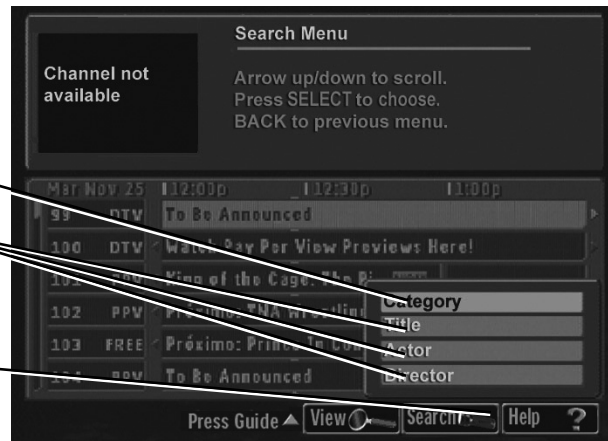 Search Menu
Channel not
available
Arrow up/down to scroll.
Press SELECT to choose.
BACK to previous menu.
Mar Nov 25 12:00p 12:30p 1:00p
99 DTV To Be Announced
100 DTV Watch Pay Per View Previews Here!
101 PPV King of the Cage: The
102 PPV Próximo: TNA Wrestling
103 FREE Próximo: Prince In
104 PPV To Be Announced
Category
Title
Actor
Director
Press Guide View Search Help ?